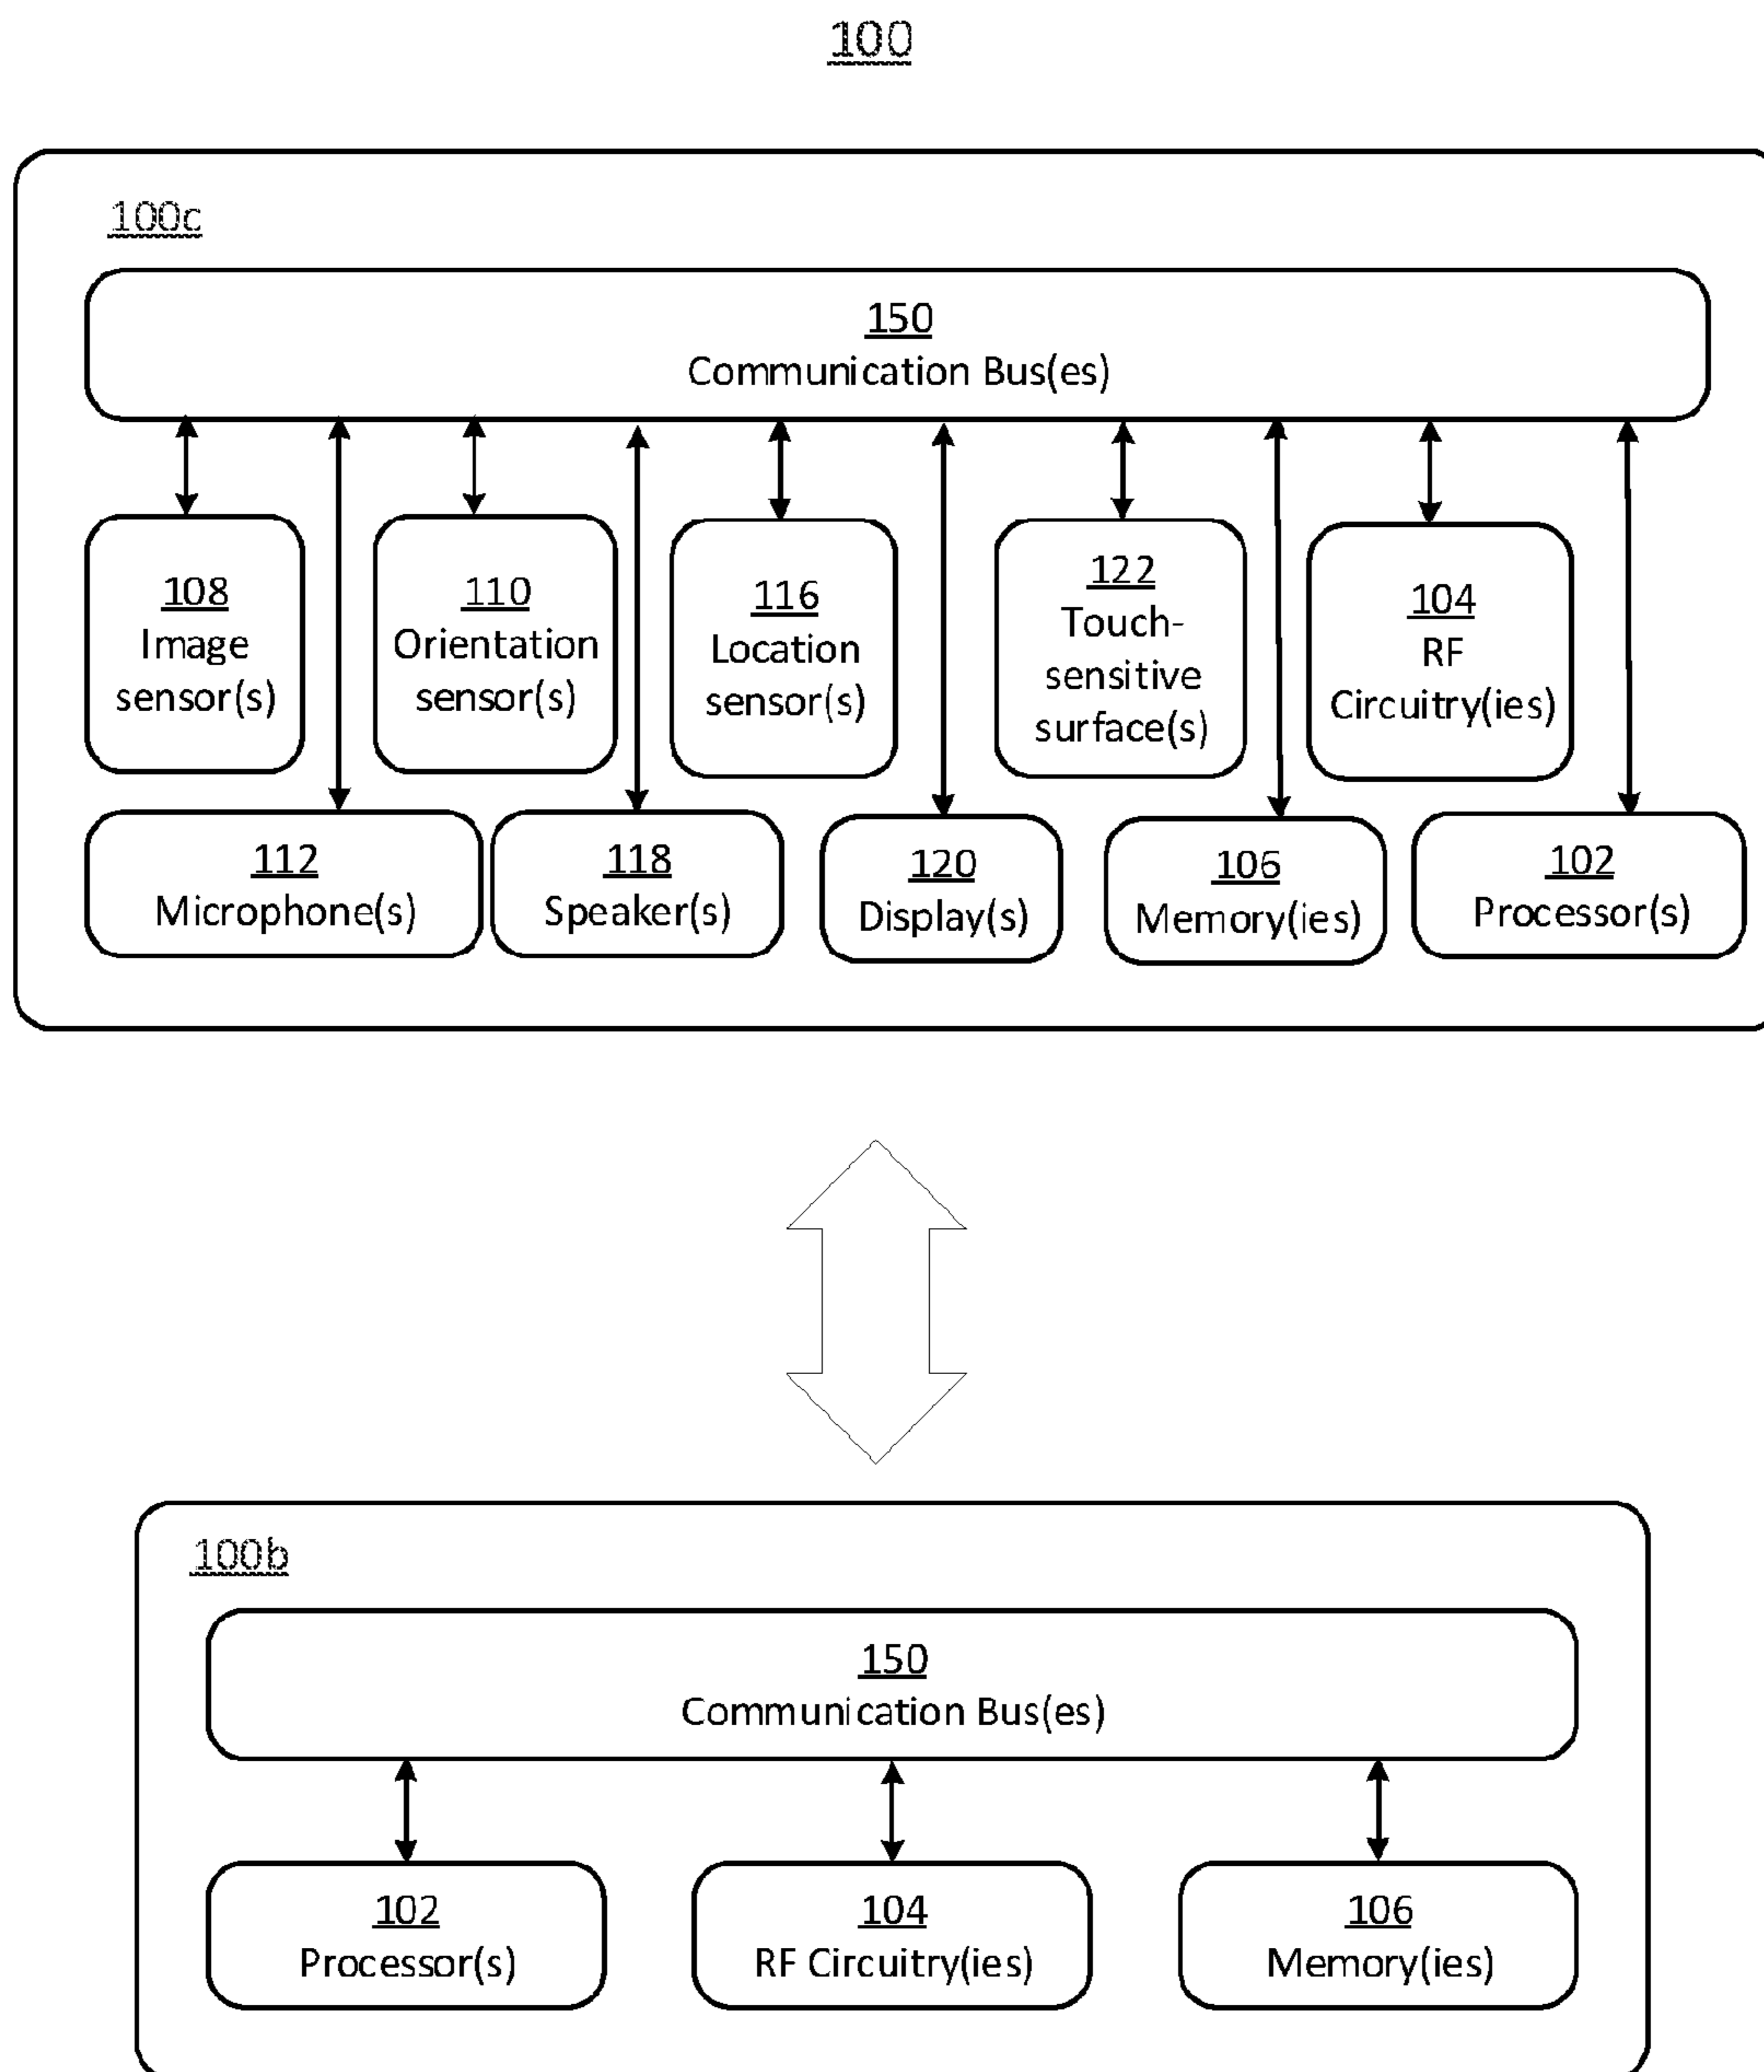 100
100c
150
Communication Bus(es)
108
Image
sensor(s)
110
Orientation
sensor(s)
116
Location
sensor(s)
122
Touch-
sensitive
surface(s)
104
RF
Circuitry(ies)
112
Microphone(s)
118
Speaker(s)
120
Display(s)
106
Memory(ies)
102
Processor(s)
100b
150
Communication Bus(es)
102
Processor(s)
104
RF Circuitry(ies)
106
Memory(ies)